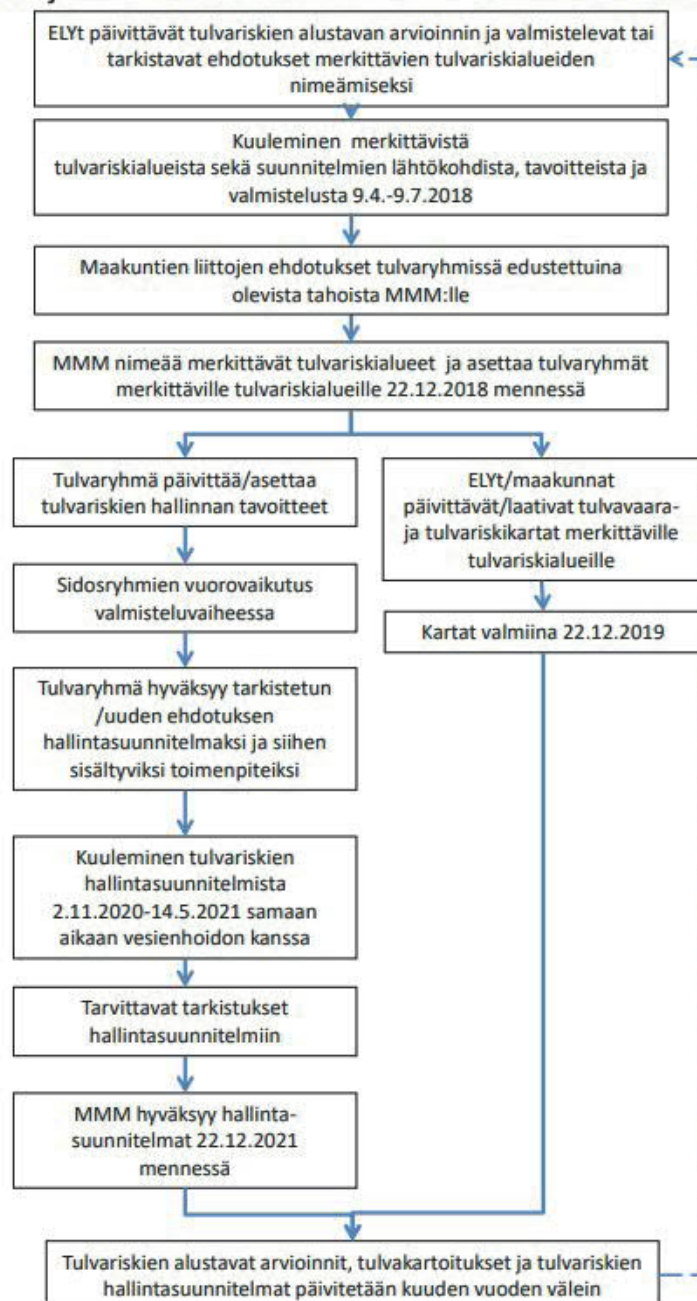 ELYt päivittävät tulvariskien alustavan arvioinnin ja valmistelevat tai
tarkistavat ehdotukset merkittävien tulvariskialueiden
nimeämiseksi
Kuuleminen merkittävistä
tulvariskialueista sekä suunnitelmien lähtökohdista, tavoitteista ja
valmistelusta 9.4.-9.7.2018
Maakuntien liittojen ehdotukset tulvaryhmissä edustettuina
olevista tahoista MMM:lle
MMM nimeää merkittävät tulvariskialueet ja asettaa tulvaryhmät
merkittäville tulvariskialueille 22.12.2018 mennessä
Tulvaryhmä päivittää/asettaa
tulvariskien hallinnan tavoitteet
Sidosryhmien vuorovaikutus
valmisteluvaiheessa
Tulvaryhmä hyväksyy tarkistetun
/uuden ehdotuksen
hallintasuunnitelmaksi ja siihen
sisältyviksi toimenpiteiksi
Kuuleminen tulvariskien
hallintasuunnitelmista
2.11.2020-14.5.2021 samaan
aikaan vesienhoidon kanssa
Tarvittavat tarkistukset
hallintasuunnitelmiin
MMM hyväksyy hallinta-
suunnitelmat 22.12.2021
mennessä
ELYt/maakunnat
päivittävät/laativat tulvavaara-
ja tulvariskikartat merkittäville
tulvariskialueille
Kartat valmiina 22.12.2019
Tulvariskien alustavat arvioinnit, tulvakartoitukset ja tulvariskien
hallintasuunnitelmat päivitetään kuuden vuoden välein